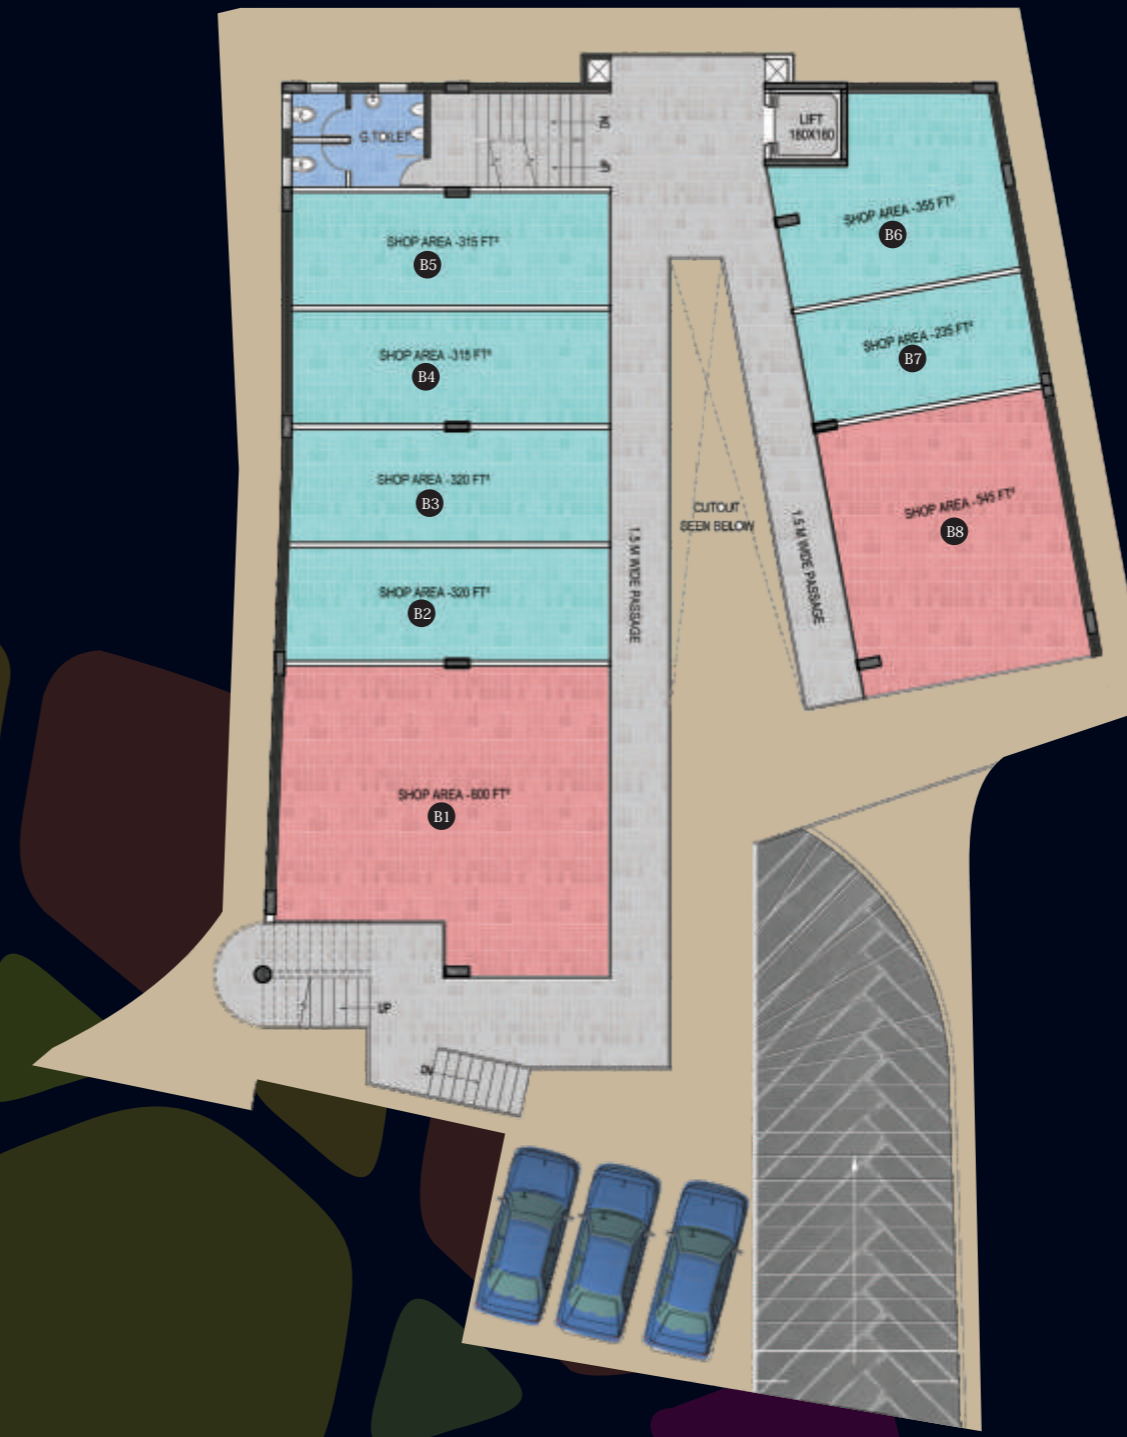 G.TOILET
DN
UP
LIFT
180X160
SHOP AREA -315 FT²
B5
SHOP AREA -355 FT²
B6
SHOP AREA -315 FT²
B4
SHOP AREA -235 FT²
B7
SHOP AREA -320 FT²
B3
CUTOUT
SEEN BELOW
SHOP AREA -545 FT²
B8
1.5 M WIDE PASSAGE
1.5 M WIDE PASSAGE
SHOP AREA -320 FT²
B2
SHOP AREA -800 FT²
B1
UP
DN